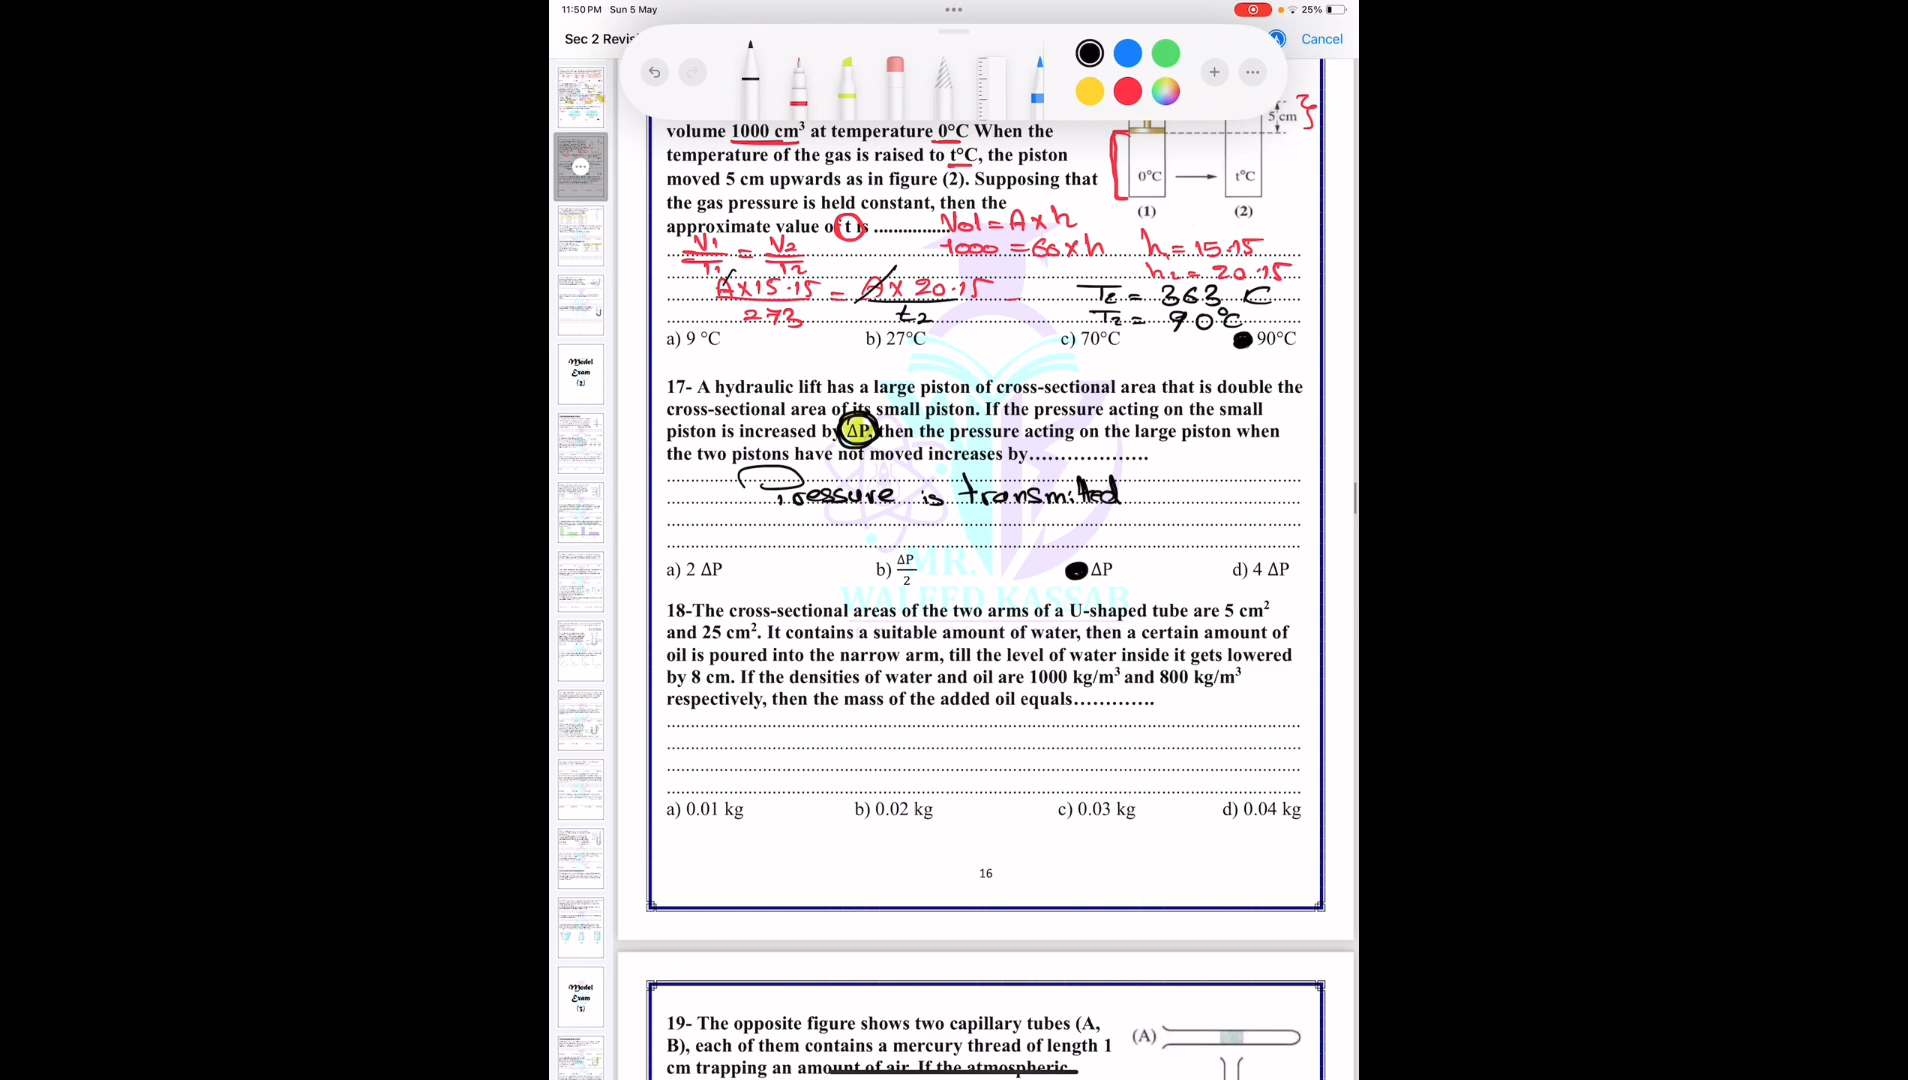 11:50 PM Sun 5 May
25%
Sec 2 Revis
Cancel
5 cm
volume 1000 cm³ at temperature 0°C When the
temperature of the gas is raised to t°C, the piston
moved 5 cm upwards as in figure (2). Supposing that
the gas pressure is held constant, then the
approximate value of t is ................
0°C
t°C
(1)
(2)
Vol = A x h
1000 = 66 x h
h = 15.15
h₂ = 20.15
V1/T1 = V2/T2
A x 15.15 / 273 = A x 20.15 / t2
T2 = 363 C
T2 = 90°C
a) 9 °C
b) 27°C
c) 70°C
90°C
17- A hydraulic lift has a large piston of cross-sectional area that is double the
cross-sectional area of its small piston. If the pressure acting on the small
piston is increased by ΔP, then the pressure acting on the large piston when
the two pistons have not moved increases by...................
Pressure is transmitted
a) 2 ΔP
b) ΔP/2
ΔP
d) 4 ΔP
MR.
WALEED KASSAB
18-The cross-sectional areas of the two arms of a U-shaped tube are 5 cm²
and 25 cm². It contains a suitable amount of water, then a certain amount of
oil is poured into the narrow arm, till the level of water inside it gets lowered
by 8 cm. If the densities of water and oil are 1000 kg/m³ and 800 kg/m³
respectively, then the mass of the added oil equals.............
a) 0.01 kg
b) 0.02 kg
c) 0.03 kg
d) 0.04 kg
16
19- The opposite figure shows two capillary tubes (A,
B), each of them contains a mercury thread of length 1
cm trapping an amount of air. If the atmospheric
(A)
Model
Exam
(2)
Model
Exam
(3)